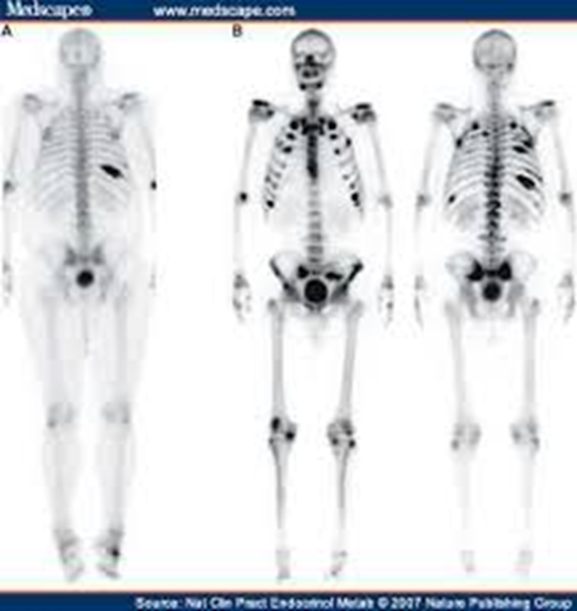 Medscape® www.medscape.com
A B
Source: Nat Clin Pract Endocrinol Metab © 2007 Nature Publishing Group